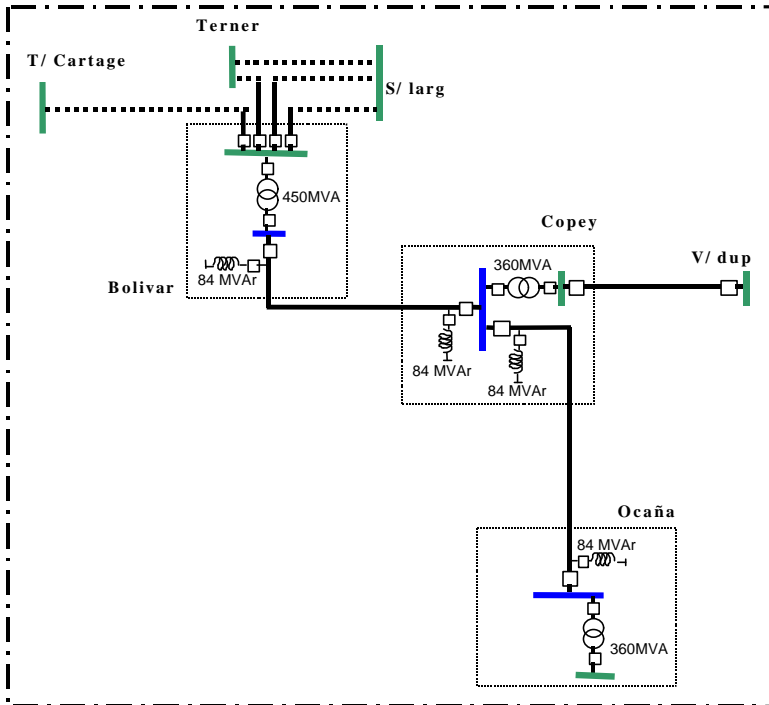 Terner
T/ Cartage
S/ larg
450MVA
Copey
360MVA
V/ dup
84 MVAr
Bolivar
84 MVAr
84 MVAr
Ocaña
84 MVAr
360MVA